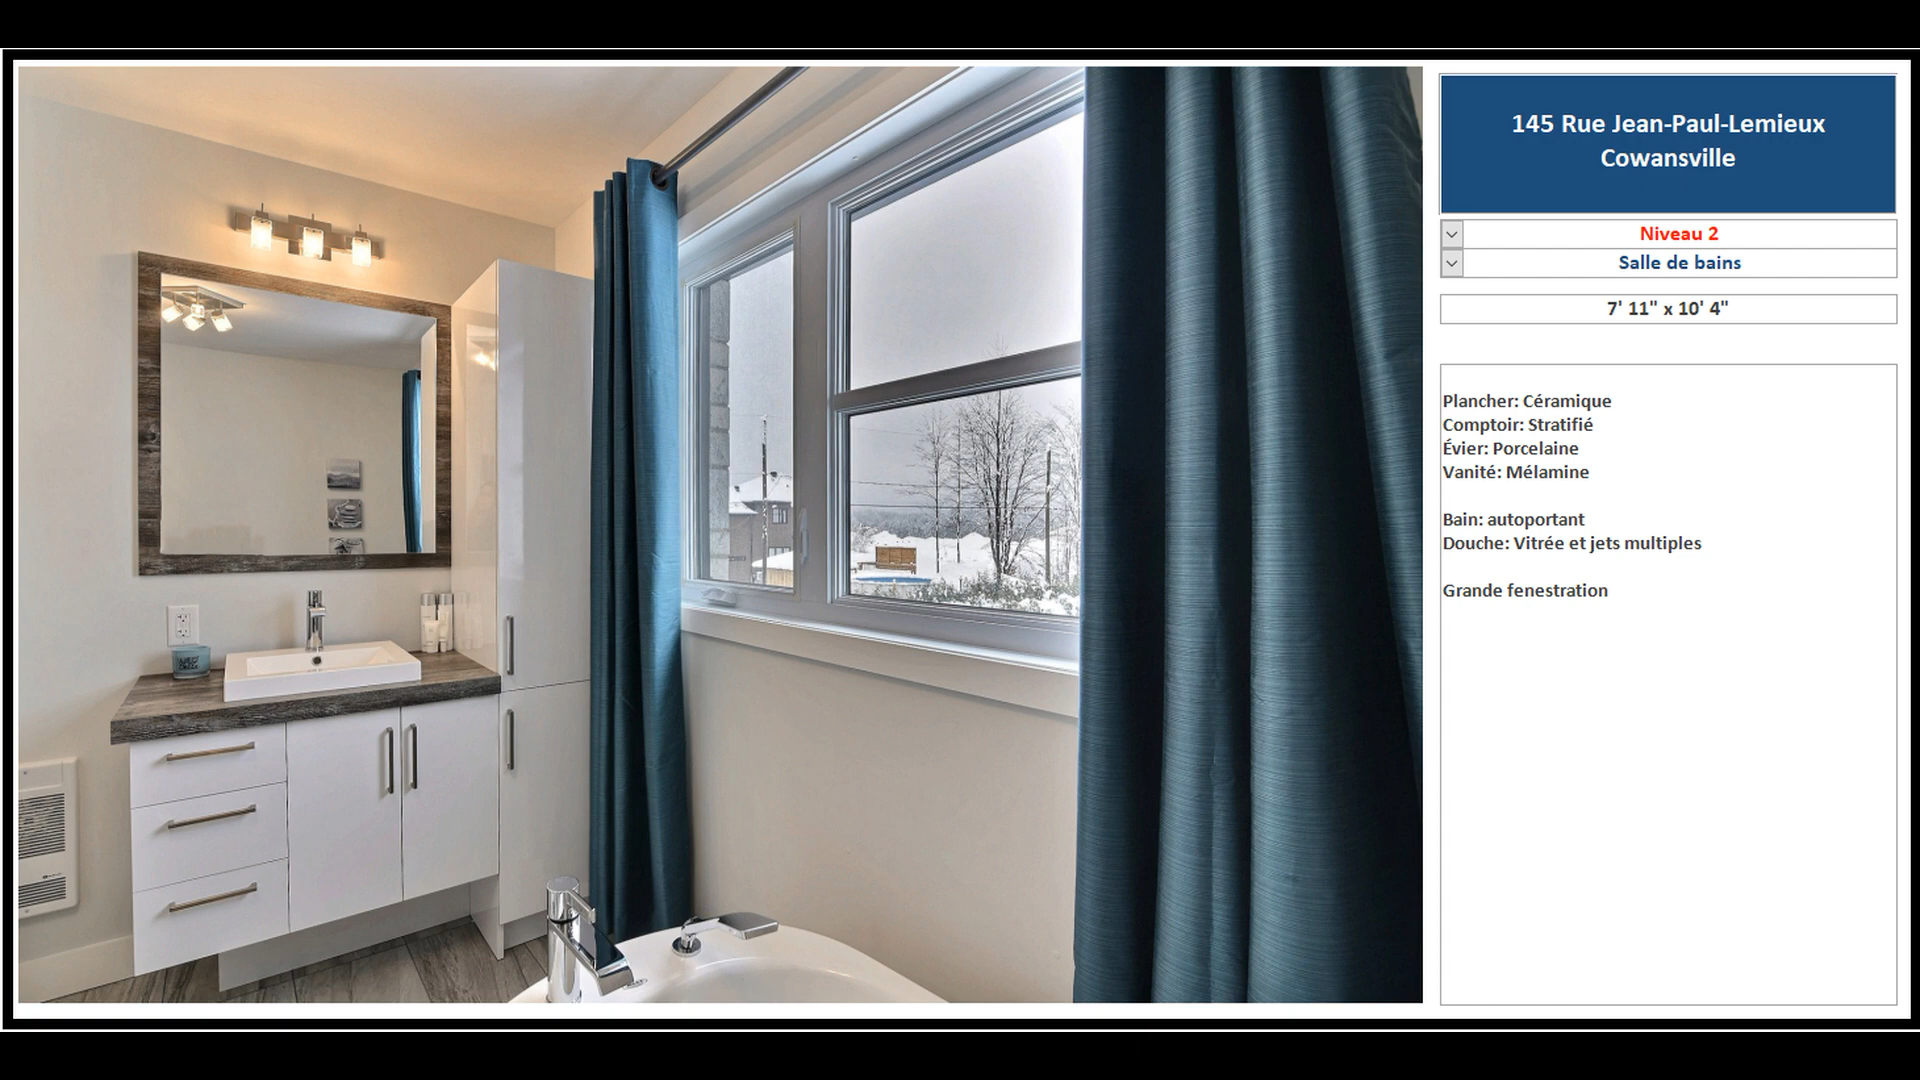 145 Rue Jean-Paul-Lemieux
Cowansville
Niveau 2
Salle de bains
7' 11" x 10' 4"
Plancher: Céramique
Comptoir: Stratifié
Évier: Porcelaine
Vanité: Mélamine
Bain: autoportant
Douche: Vitrée et jets multiples
Grande fenestration